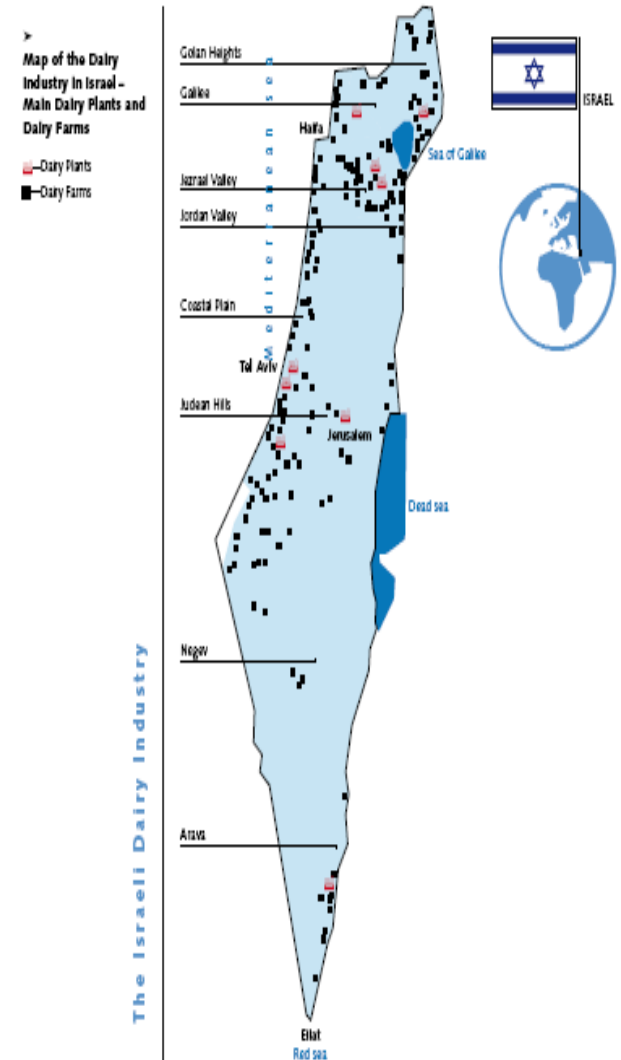 Map of the Dairy
Industry in Israel –
Main Dairy Plants and
Dairy Farms
Dairy Plants
Dairy Farms
The Israeli Dairy Industry
Golan Heights
Galilee
Haifa
Jezrael Valley
Jordan Valley
Coastal Plain
Tel Aviv
Judean Hills
Jerusalem
Negev
Arava
Eilat
Red sea
Mediterranean sea
Sea of Galilee
Dead sea
ISRAEL